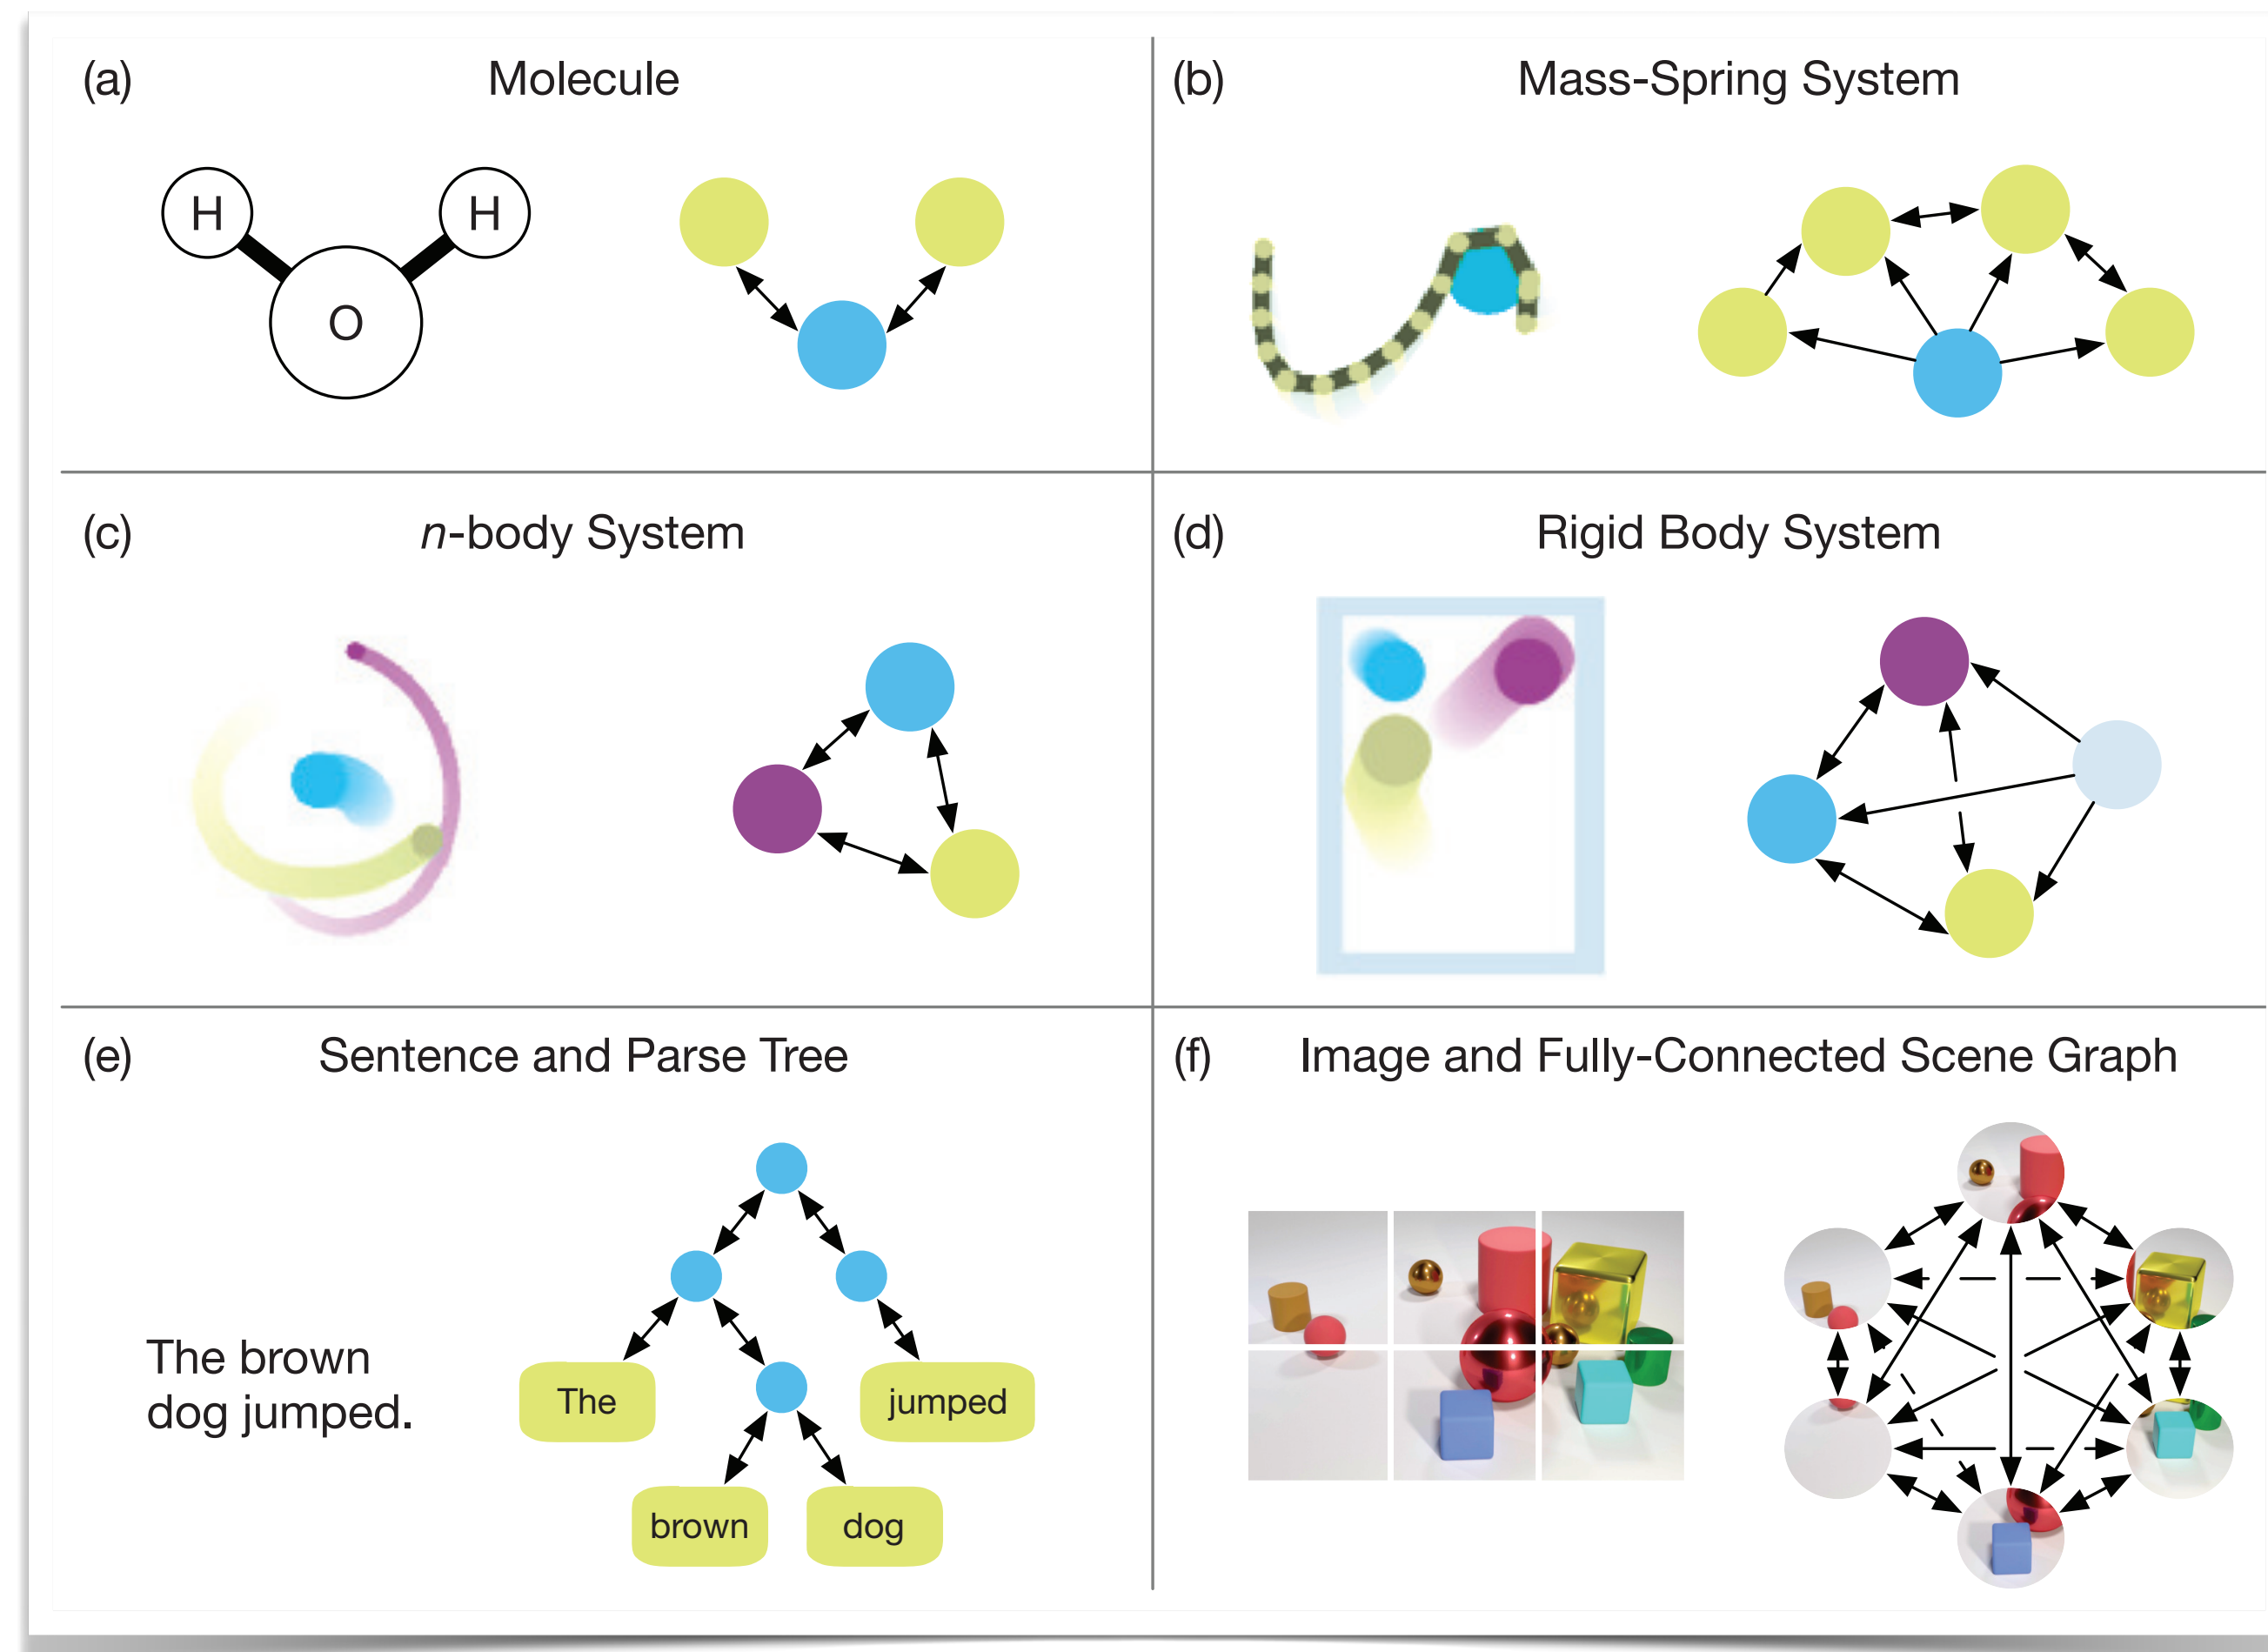 (a) Molecule
H H
O
(b) Mass-Spring System
(c) n-body System
(d) Rigid Body System
(e) Sentence and Parse Tree
The brown
dog jumped.
The
jumped
brown
dog
(f) Image and Fully-Connected Scene Graph